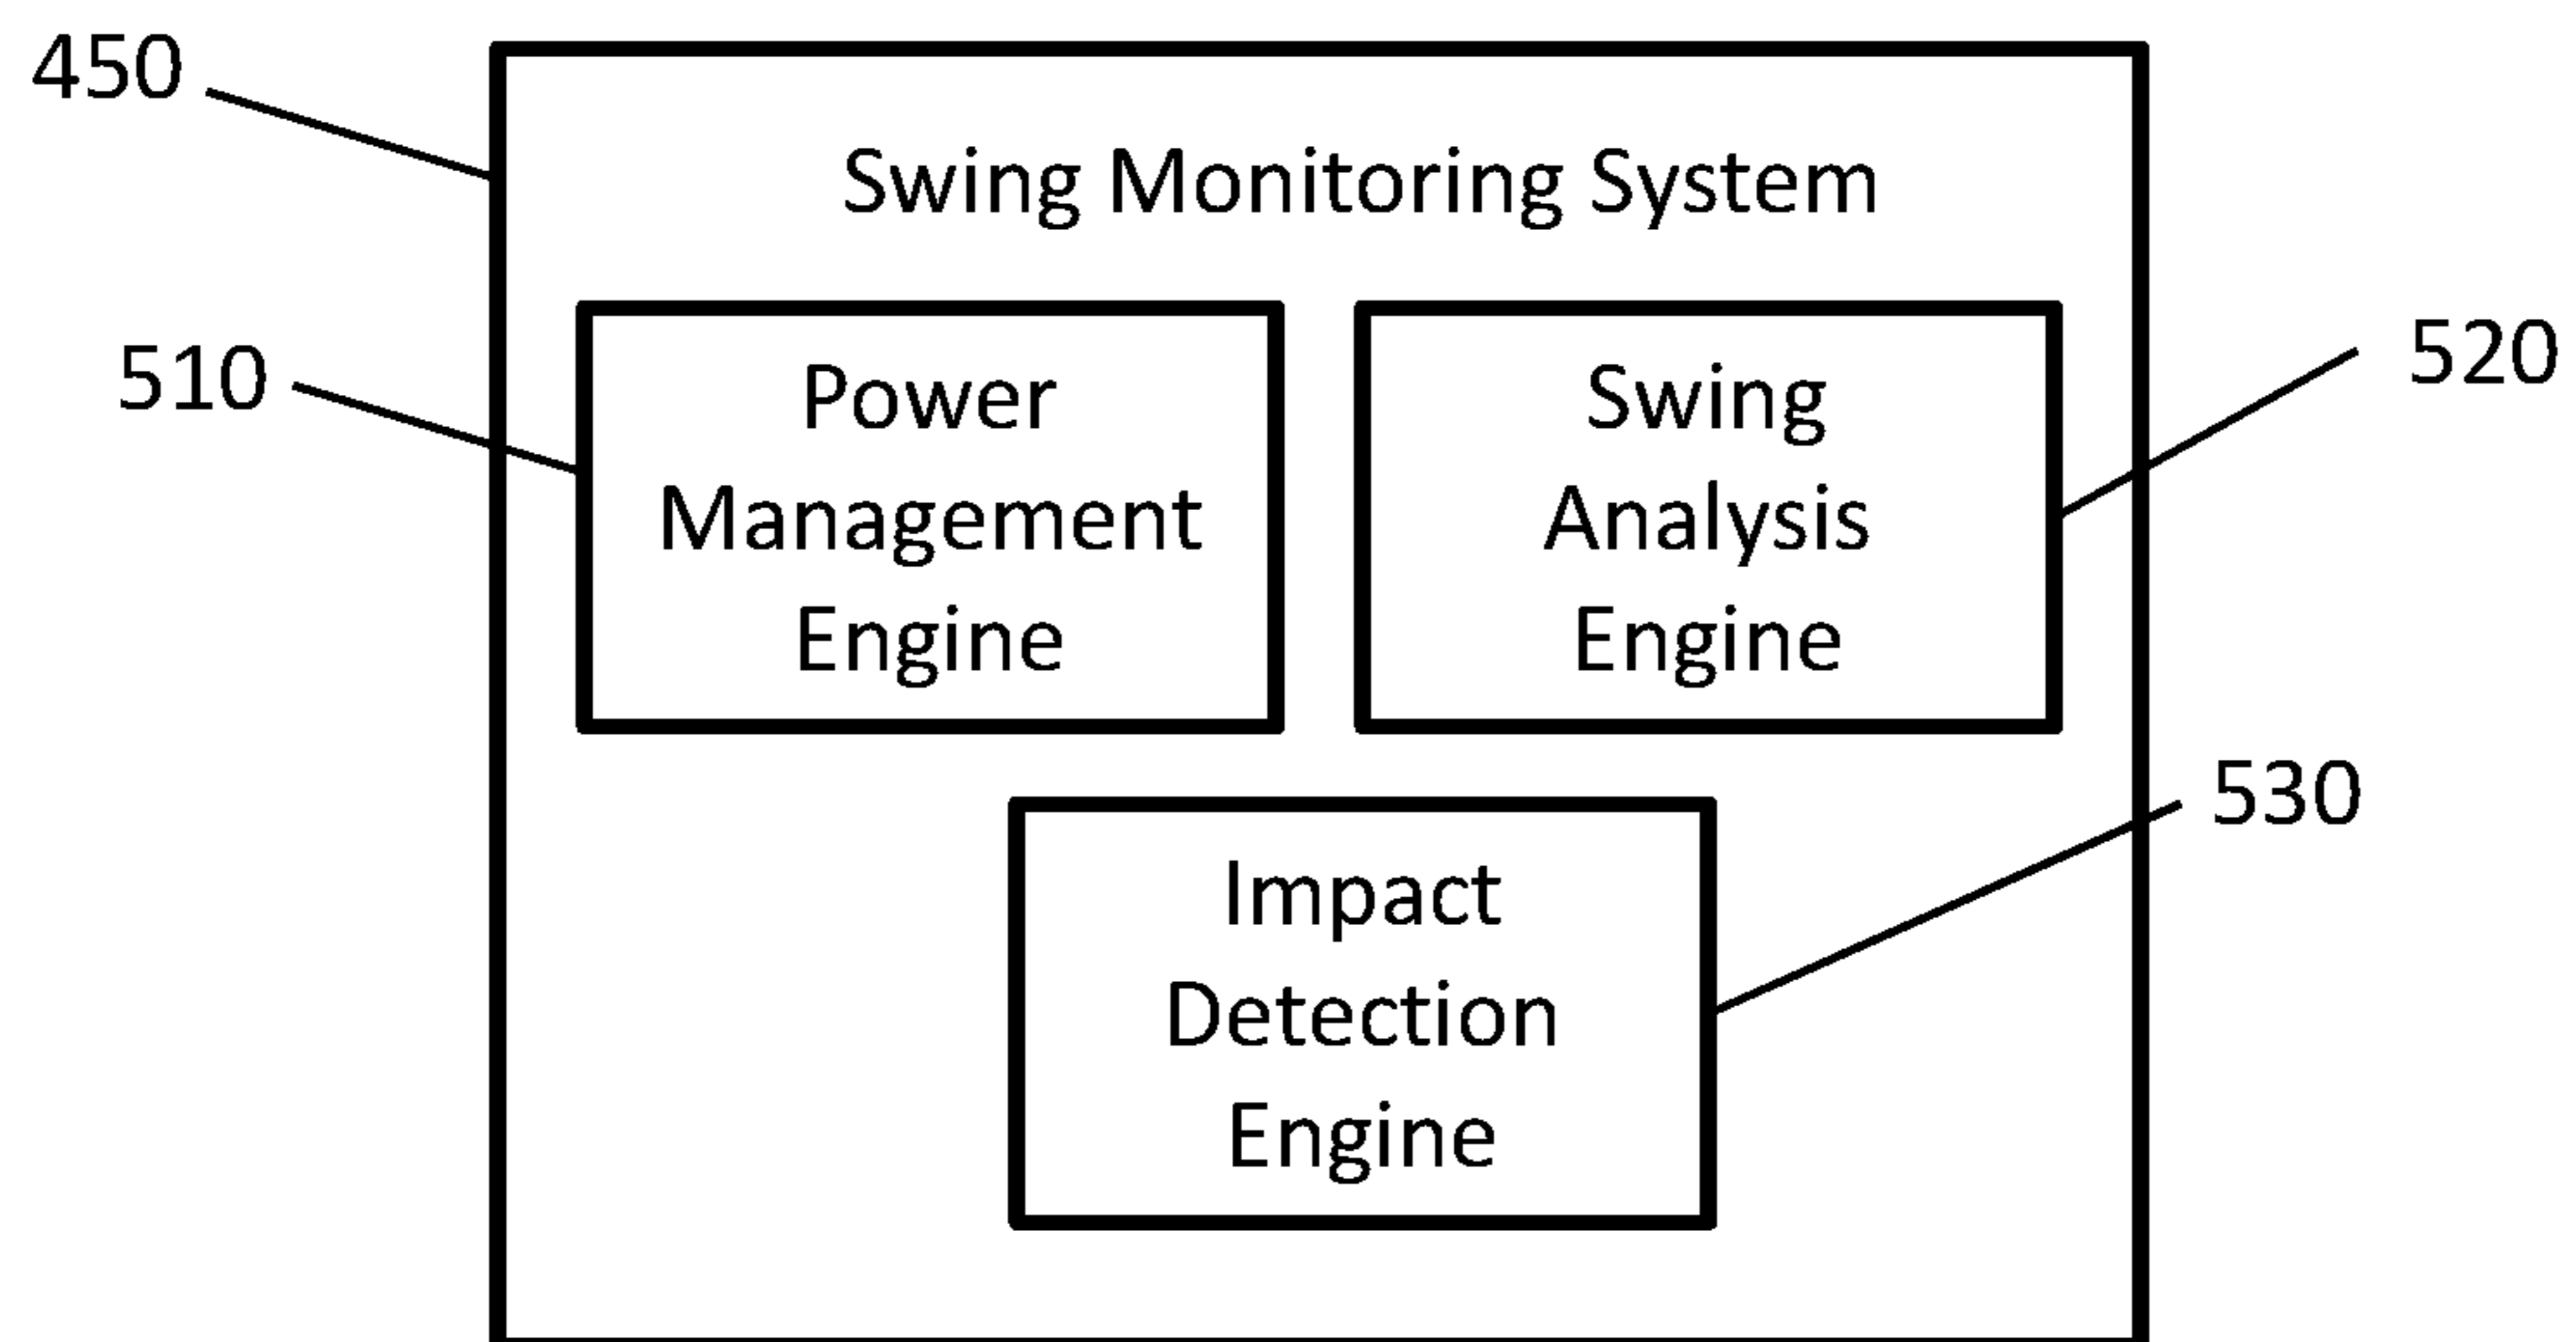 450
Swing Monitoring System
510
Power
Management
Engine
Swing
Analysis
Engine
520
Impact
Detection
Engine
530